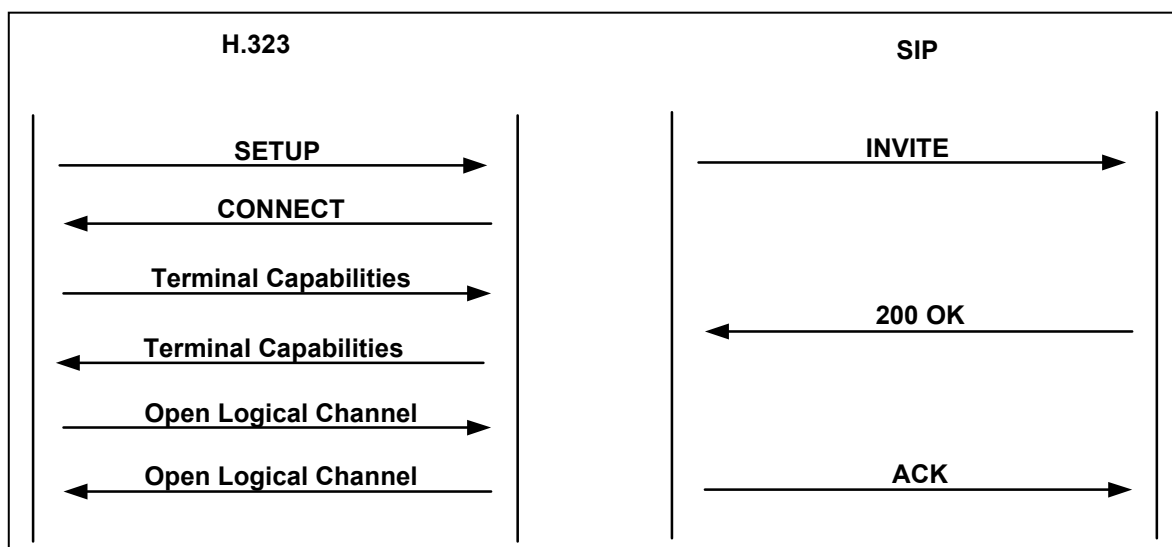 H.323
SIP
SETUP
INVITE
CONNECT
Terminal Capabilities
200 OK
Terminal Capabilities
Open Logical Channel
Open Logical Channel
ACK